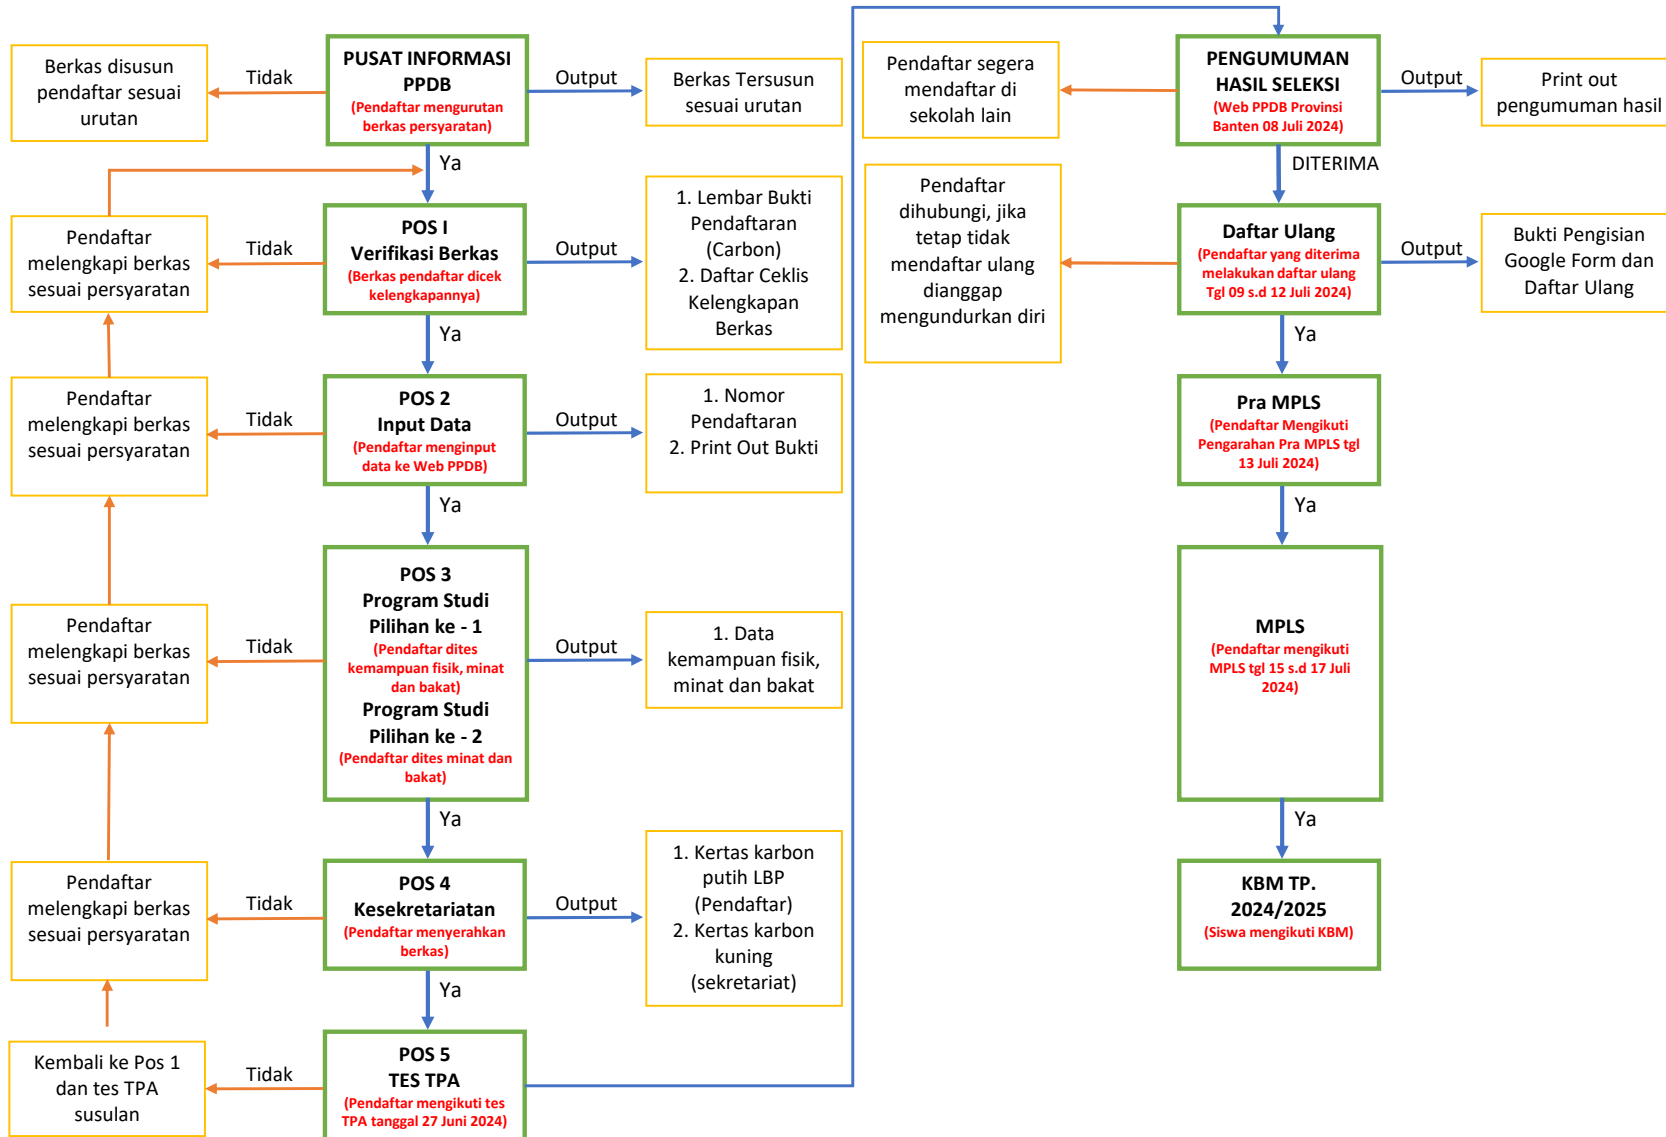 Berkas disusun
pendaftar sesuai
urutan
Tidak
PUSAT INFORMASI
PPDB
(Pendaftar mengurutan
berkas persyaratan)
Output
Berkas Tersusun
sesuai urutan
Ya
Pendaftar
melengkapi berkas
sesuai persyaratan
Tidak
POS I
Verifikasi Berkas
(Berkas pendaftar dicek
kelengkapannya)
Output
1. Lembar Bukti
Pendaftaran
(Carbon)
2. Daftar Ceklis
Kelengkapan
Berkas
Ya
Pendaftar
melengkapi berkas
sesuai persyaratan
Tidak
POS 2
Input Data
(Pendaftar menginput
data ke Web PPDB)
Output
1. Nomor
Pendaftaran
2. Print Out Bukti
Ya
Pendaftar
melengkapi berkas
sesuai persyaratan
Tidak
POS 3
Program Studi
Pilihan ke - 1
(Pendaftar dites
kemampuan fisik, minat
dan bakat)
Program Studi
Pilihan ke - 2
(Pendaftar dites minat dan
bakat)
Output
1. Data
kemampuan fisik,
minat dan bakat
Ya
Pendaftar
melengkapi berkas
sesuai persyaratan
Tidak
POS 4
Kesekretariatan
(Pendaftar menyerahkan
berkas)
Output
1. Kertas karbon
putih LBP
(Pendaftar)
2. Kertas karbon
kuning
(sekretariat)
Ya
Kembali ke Pos 1
dan tes TPA
susulan
Tidak
POS 5
TES TPA
(Pendaftar mengikuti tes
TPA tanggal 27 Juni 2024)
Pendaftar segera
mendaftar di
sekolah lain
PENGUMUMAN
HASIL SELEKSI
(Web PPDB Provinsi
Banten 08 Juli 2024)
Output
Print out
pengumuman hasil
DITERIMA
Pendaftar
dihubungi, jika
tetap tidak
mendaftar ulang
dianggap
mengundurkan diri
Daftar Ulang
(Pendaftar yang diterima
melakukan daftar ulang
Tgl 09 s.d 12 Juli 2024)
Output
Bukti Pengisian
Google Form dan
Daftar Ulang
Ya
Pra MPLS
(Pendaftar Mengikuti
Pengarahan Pra MPLS tgl
13 Juli 2024)
Ya
MPLS
(Pendaftar mengikuti
MPLS tgl 15 s.d 17 Juli
2024)
Ya
KBM TP.
2024/2025
(Siswa mengikuti KBM)